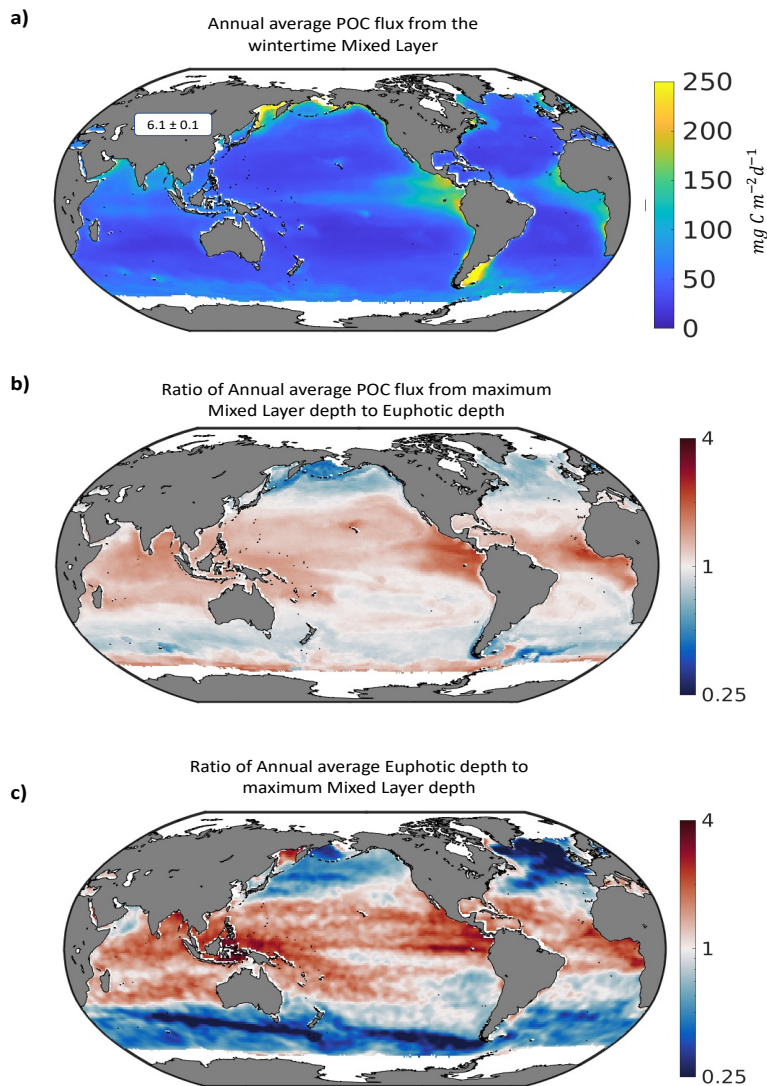 a)
Annual average POC flux from the
wintertime Mixed Layer
6.1 ± 0.1
250
200
150
100
50
0
mg C m⁻²d⁻¹
b)
Ratio of Annual average POC flux from maximum
Mixed Layer depth to Euphotic depth
4
1
0.25
Ratio of Annual average Euphotic depth to
maximum Mixed Layer depth
c)
4
1
0.25